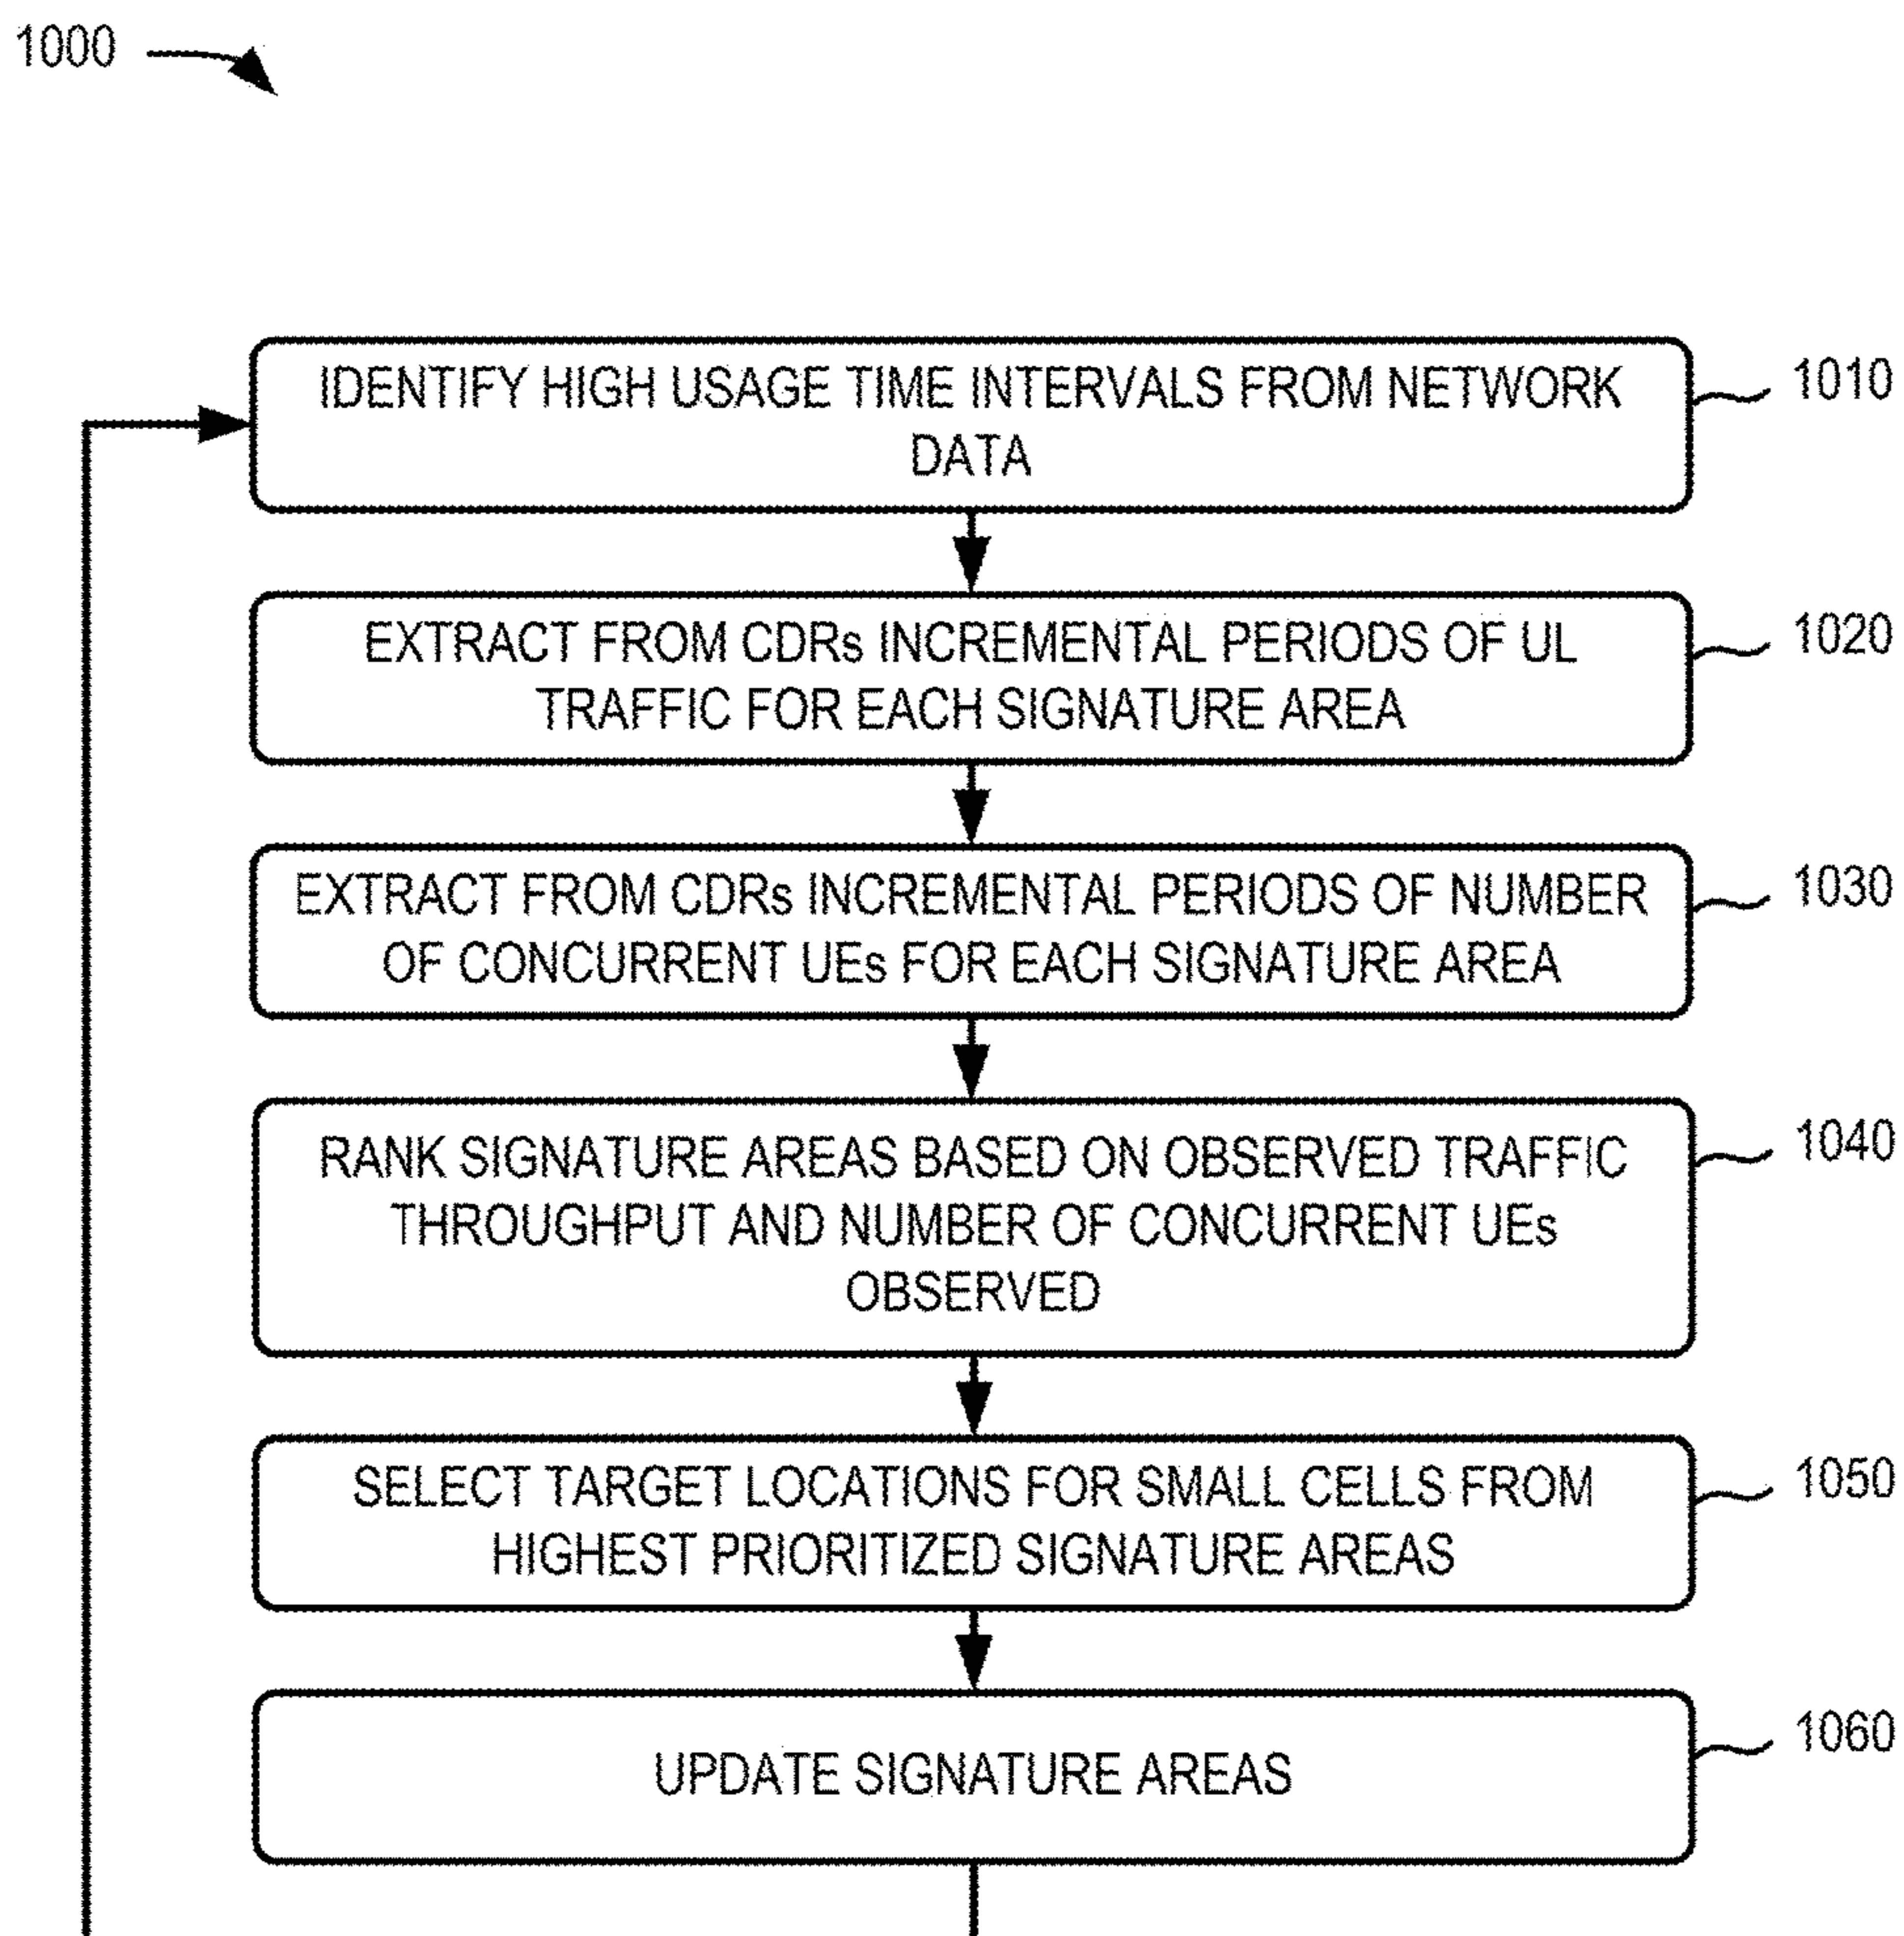 1000
IDENTIFY HIGH USAGE TIME INTERVALS FROM NETWORK
DATA
1010
EXTRACT FROM CDRs INCREMENTAL PERIODS OF UL
TRAFFIC FOR EACH SIGNATURE AREA
1020
EXTRACT FROM CDRs INCREMENTAL PERIODS OF NUMBER
OF CONCURRENT UEs FOR EACH SIGNATURE AREA
1030
RANK SIGNATURE AREAS BASED ON OBSERVED TRAFFIC
THROUGHPUT AND NUMBER OF CONCURRENT UEs
OBSERVED
1040
SELECT TARGET LOCATIONS FOR SMALL CELLS FROM
HIGHEST PRIORITIZED SIGNATURE AREAS
1050
UPDATE SIGNATURE AREAS
1060